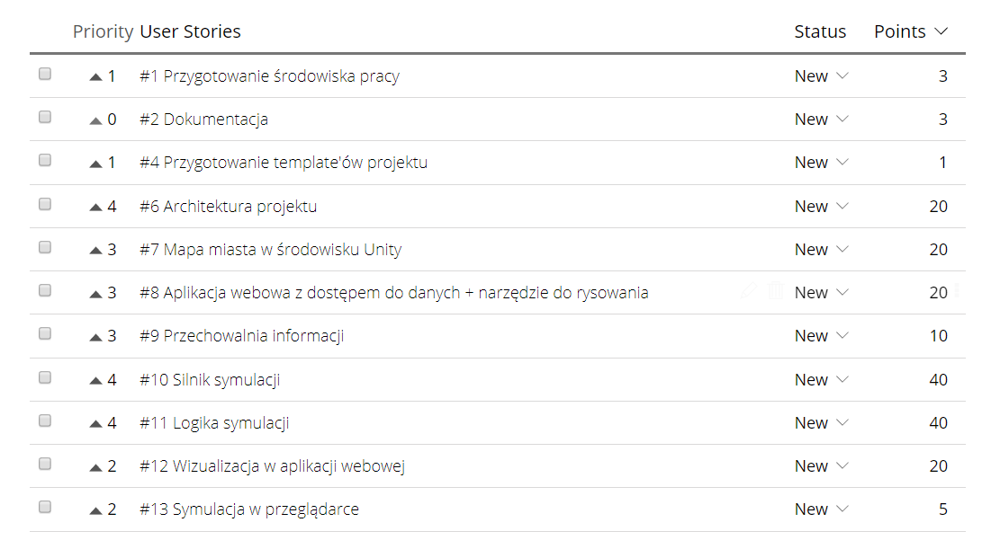 Priority User Stories Status Points
1 #1 Przygotowanie środowiska pracy New 3
0 #2 Dokumentacja New 3
1 #4 Przygotowanie template'ów projektu New 1
4 #6 Architektura projektu New 20
3 #7 Mapa miasta w środowisku Unity New 20
3 #8 Aplikacja webowa z dostępem do danych + narzędzie do rysowania New 20
3 #9 Przechowalnia informacji New 10
4 #10 Silnik symulacji New 40
4 #11 Logika symulacji New 40
2 #12 Wizualizacja w aplikacji webowej New 20
2 #13 Symulacja w przeglądarce New 5